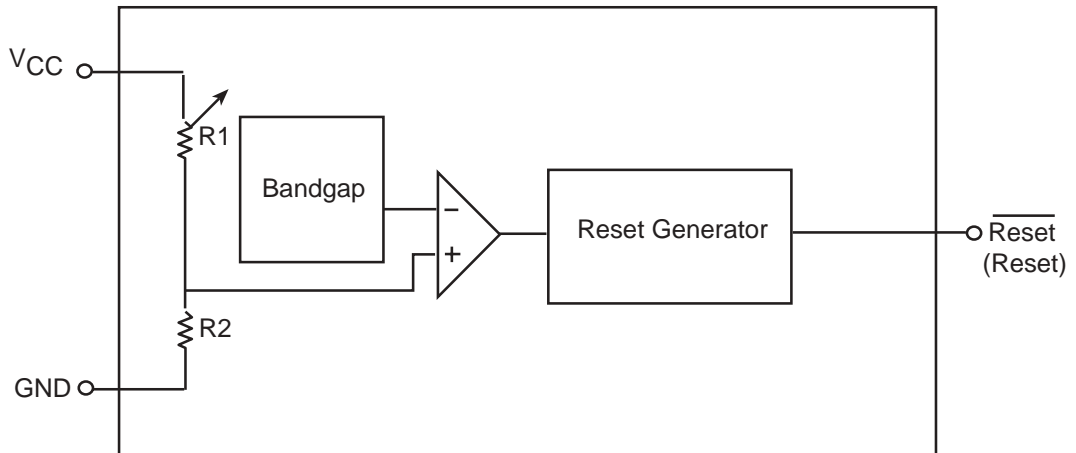 VCC
R1
Bandgap
−
+
Reset Generator
Reset
(Reset)
R2
GND